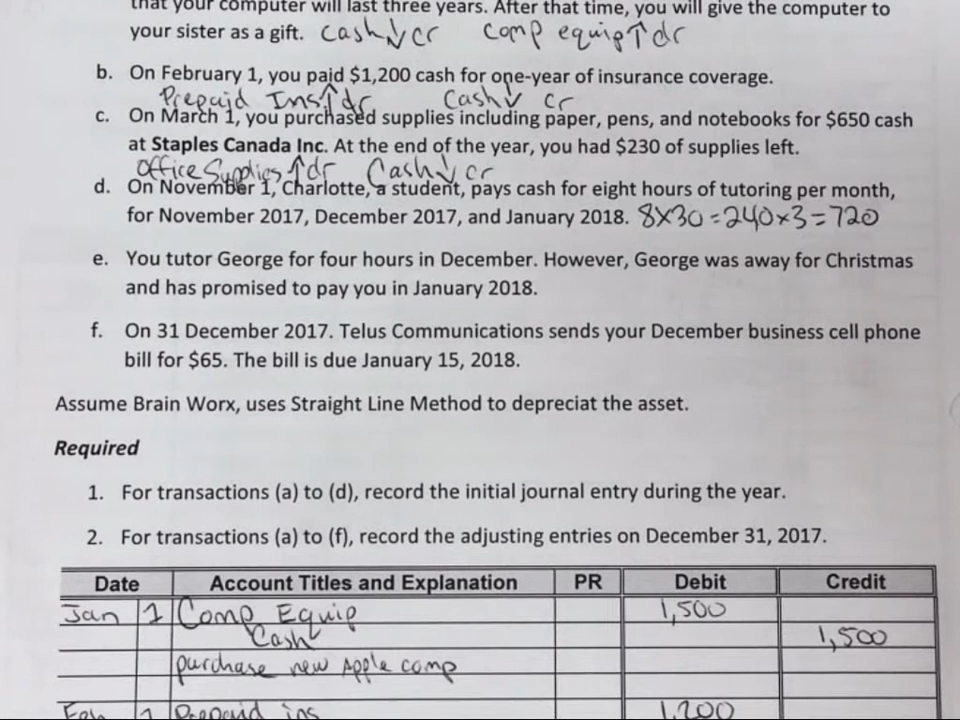 that your computer will last three years. After that time, you will give the computer to
your sister as a gift. Cash ↓ cr comp equip ↑ dr
b. On February 1, you paid $1,200 cash for one-year of insurance coverage.
Prepaid Ins ↑ dr Cash ↓ cr
c. On March 1, you purchased supplies including paper, pens, and notebooks for $650 cash
at Staples Canada Inc. At the end of the year, you had $230 of supplies left.
Office Supplies ↑ dr Cash ↓ cr
d. On November 1, Charlotte, a student, pays cash for eight hours of tutoring per month,
for November 2017, December 2017, and January 2018. 8x30 = 240x3 = 720
e. You tutor George for four hours in December. However, George was away for Christmas
and has promised to pay you in January 2018.
f. On 31 December 2017. Telus Communications sends your December business cell phone
bill for $65. The bill is due January 15, 2018.
Assume Brain Worx, uses Straight Line Method to depreciat the asset.
Required
1. For transactions (a) to (d), record the initial journal entry during the year.
2. For transactions (a) to (f), record the adjusting entries on December 31, 2017.
Date Account Titles and Explanation PR Debit Credit
Jan 1 Comp Equip 1,500
Cash 1,500
purchase new Apple comp
Feb 1 Prepaid ins 1,200